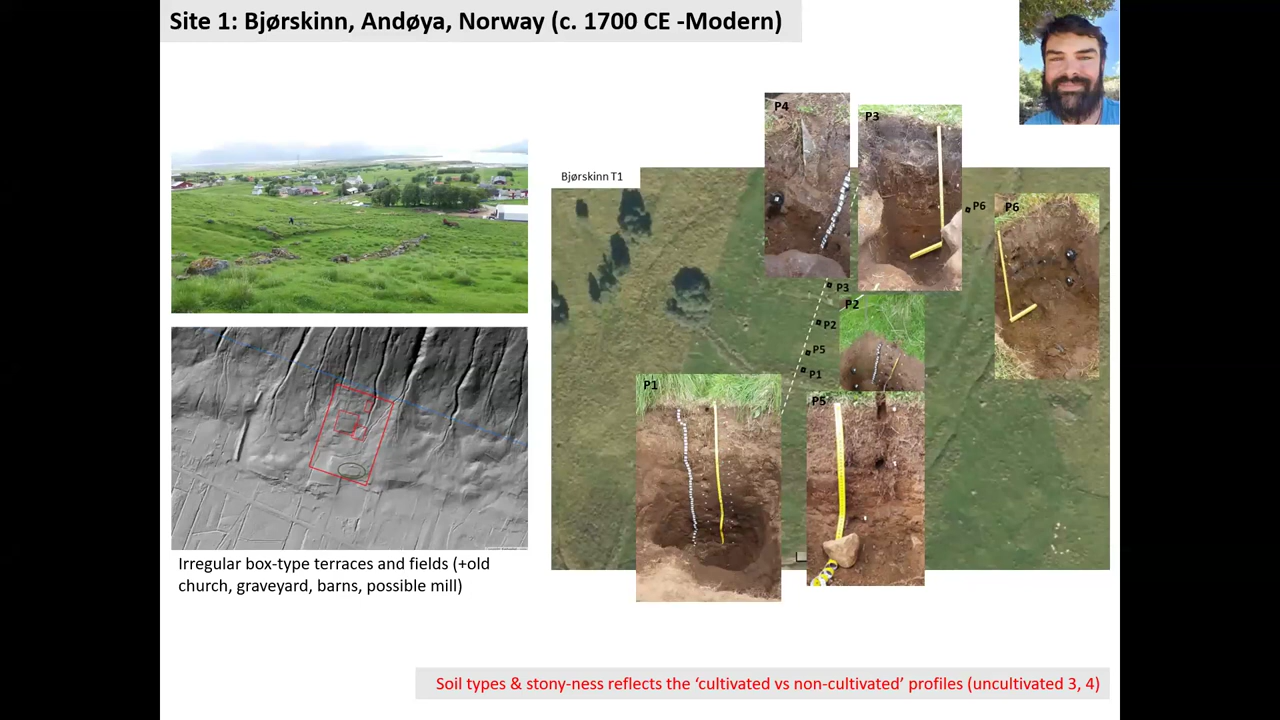 Site 1: Bjørskinn, Andøya, Norway (c. 1700 CE -Modern)
P4
P3
Bjørskinn T1
P6
P6
P3
P2
P2
P5
P1
P1
P5
Irregular box-type terraces and fields (+old
church, graveyard, barns, possible mill)
Soil types & stony-ness reflects the ‘cultivated vs non-cultivated’ profiles (uncultivated 3, 4)